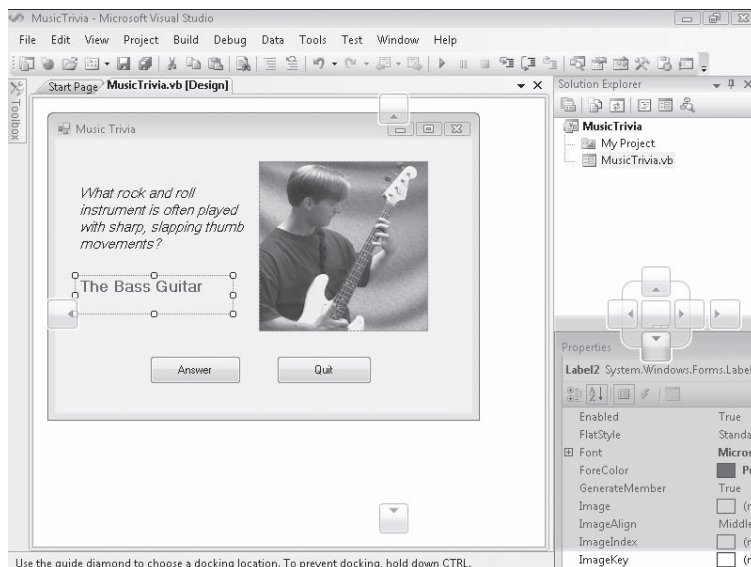 MusicTrivia - Microsoft Visual Studio
File Edit View Project Build Debug Data Tools Test Window Help
Toolbox
Start Page MusicTrivia.vb [Design]
Music Trivia
What rock and roll
instrument is often played
with sharp, slapping thumb
movements?
The Bass Guitar
Answer Quit
Solution Explorer
MusicTrivia
My Project
MusicTrivia.vb
Properties
Label2 System.Windows.Forms.Label
Enabled True
FlatStyle Standa
Font Micros
ForeColor
GenerateMember True
Image
ImageAlign Middle
ImageIndex
ImageKey
Use the guide diamond to choose a docking location. To prevent docking, hold down CTRL.